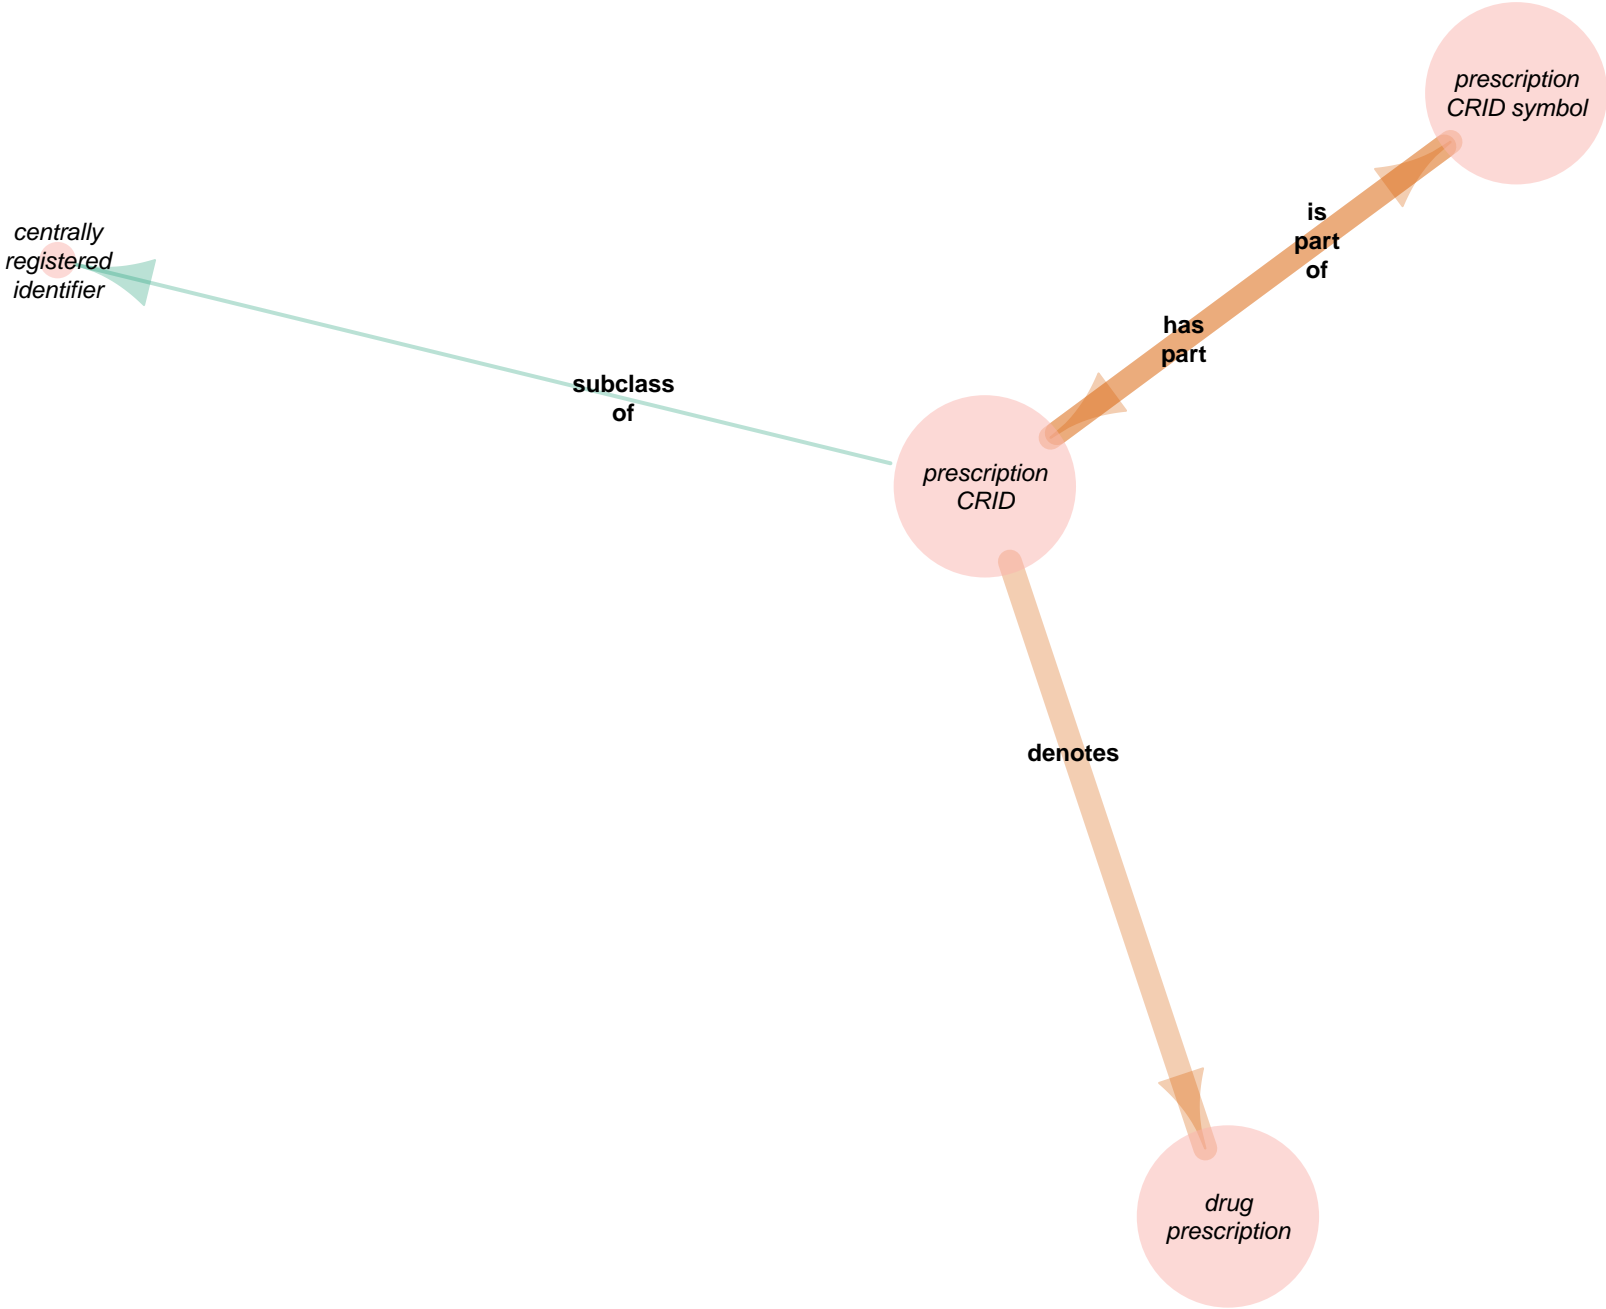 prescription
CRID symbol
is
part
of
centrally
registered
identifier
has
part
subclass
of
prescription
CRID
denotes
drug
prescription